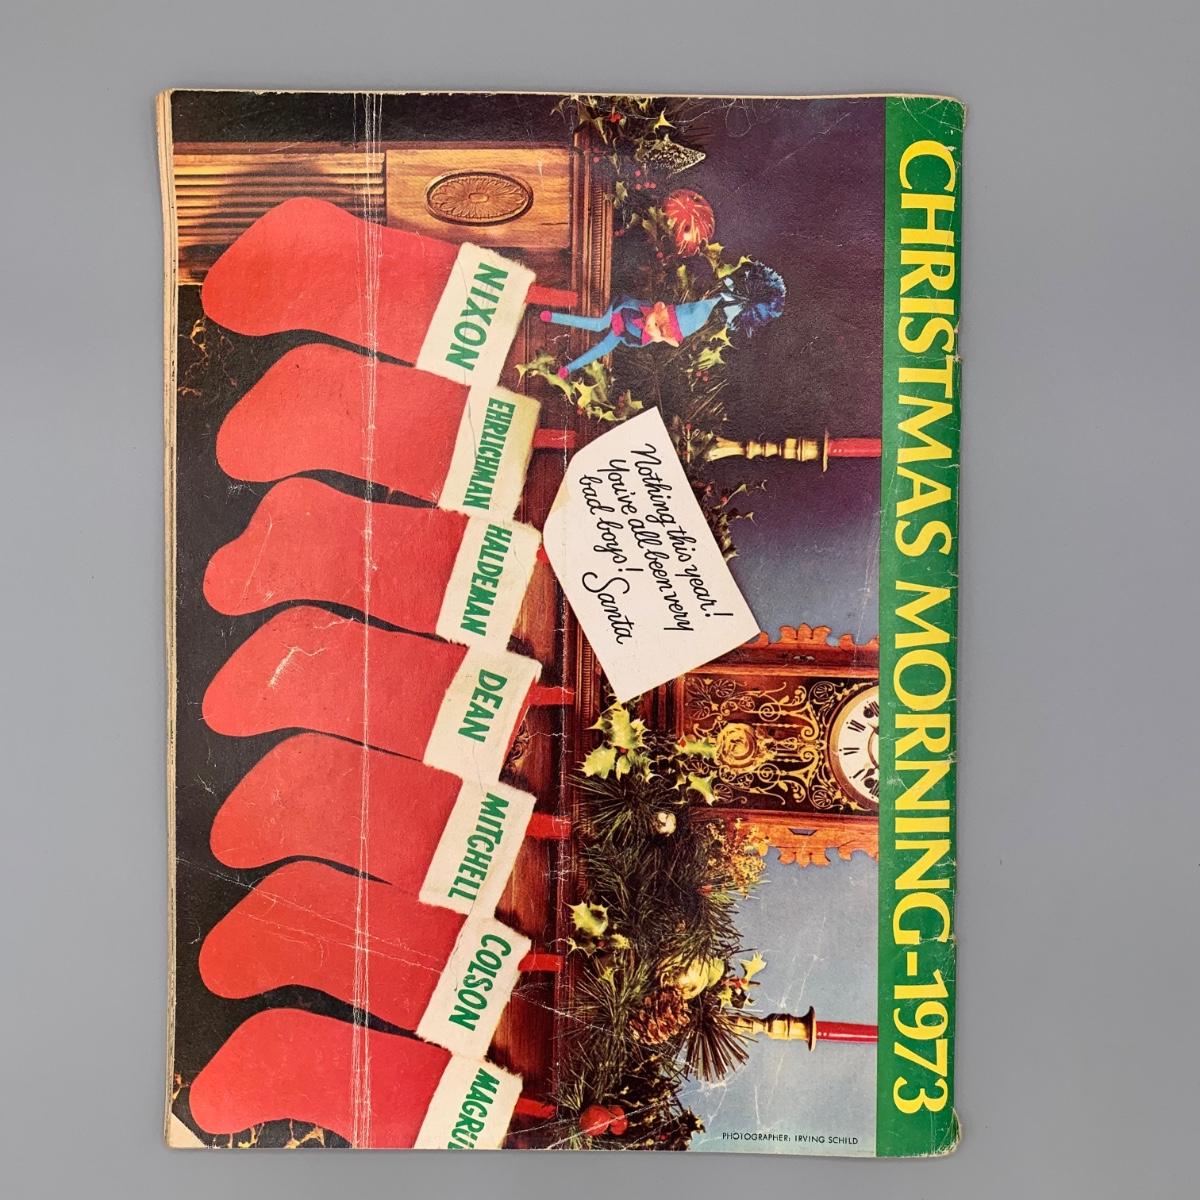 CHRISTMAS MORNING-1973
Nothing this year!
You've all been very
bad boys!
Santa
NIXON
EHRLICHMAN
HALDEMAN
DEAN
MITCHELL
COLSON
MAGRU
PHOTOGRAPHER: IRVING SCHILD